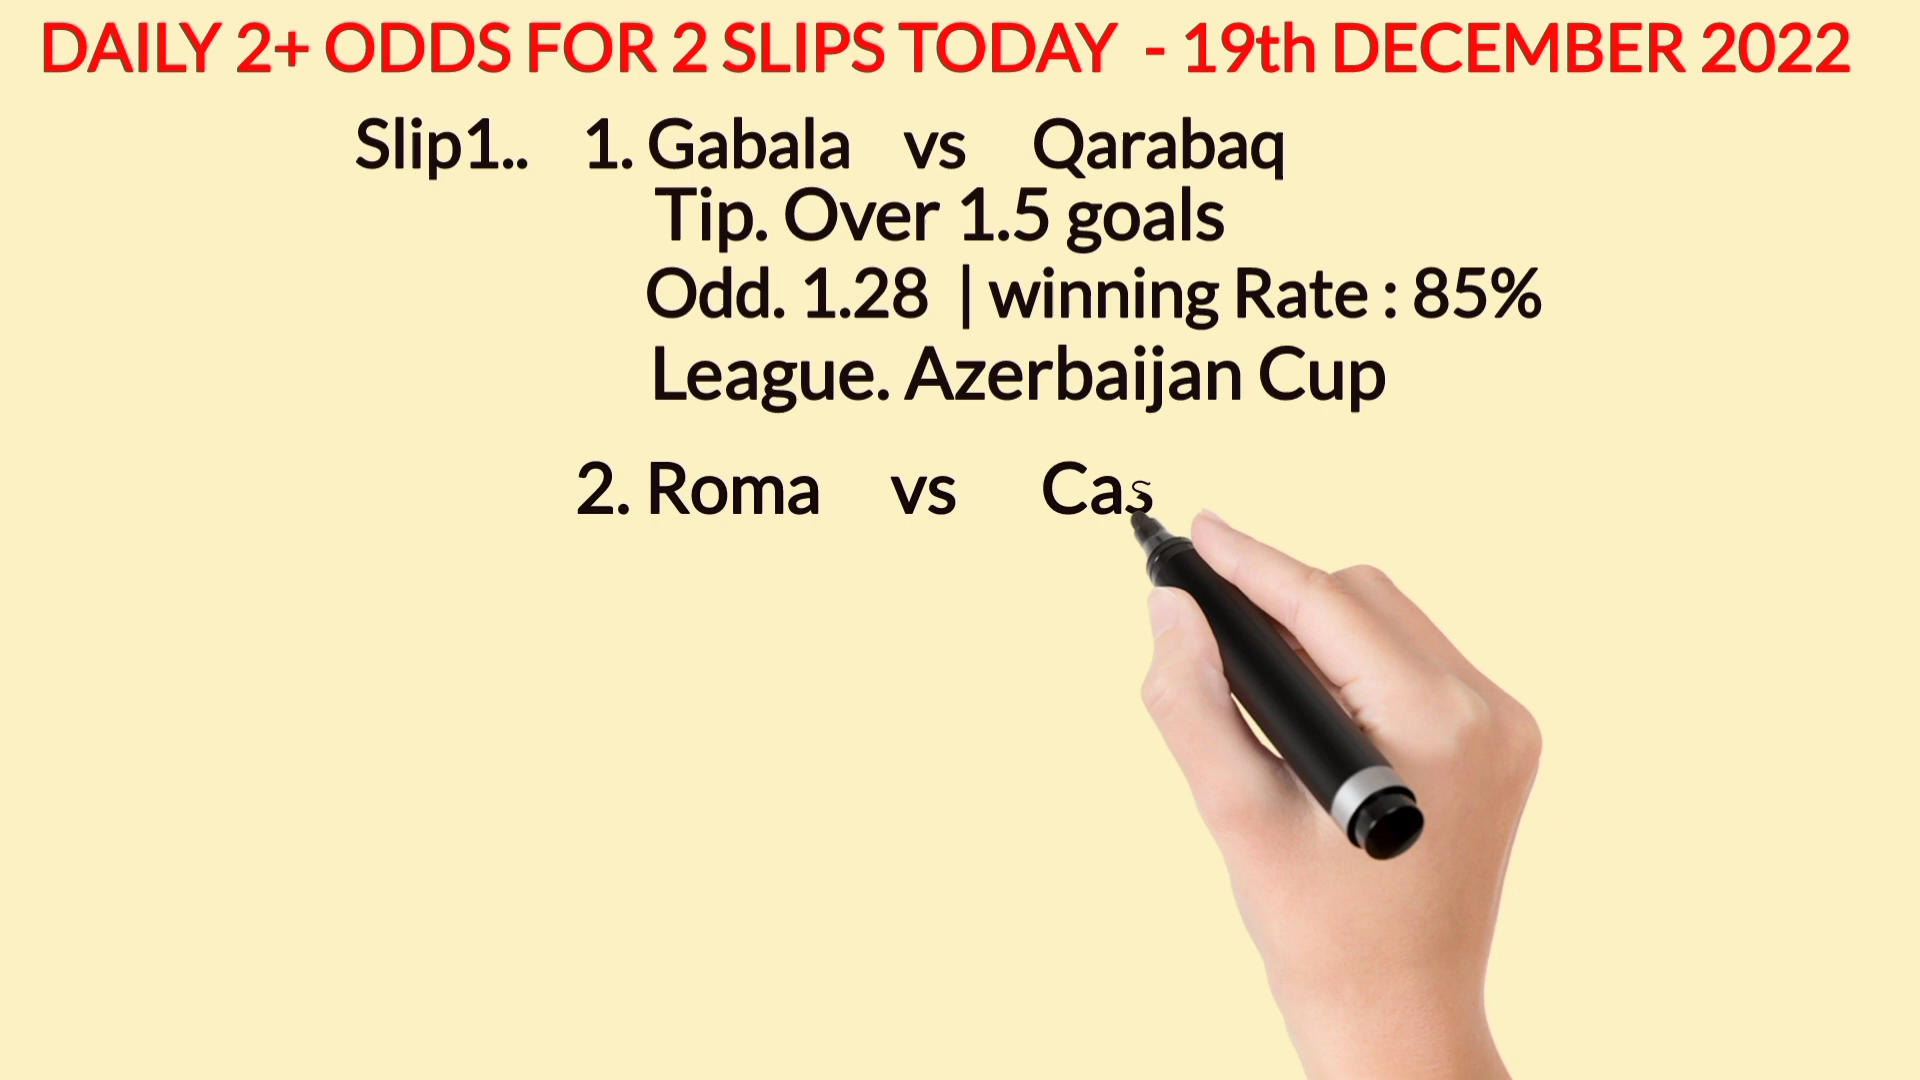 DAILY 2+ ODDS FOR 2 SLIPS TODAY - 19th DECEMBER 2022
Slip1.. 1. Gabala vs Qarabaq
Tip. Over 1.5 goals
Odd. 1.28 | winning Rate : 85%
League. Azerbaijan Cup
2. Roma vs Cas